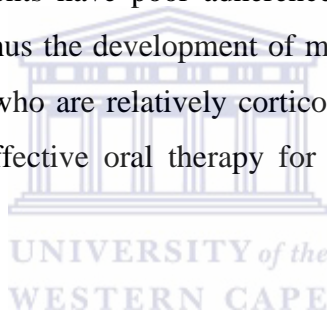 nts have poor adherence
nus the development of m
who are relatively cortico
ffective oral therapy for
UNIVERSITY of the
WESTERN CAPE